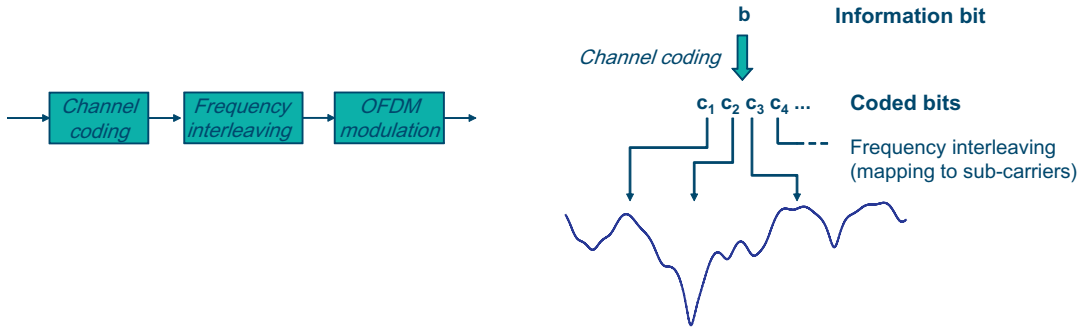 Channel
coding
Frequency
interleaving
OFDM
modulation
b Information bit
Channel coding
c1 c2 c3 c4 ... Coded bits
Frequency interleaving
(mapping to sub-carriers)